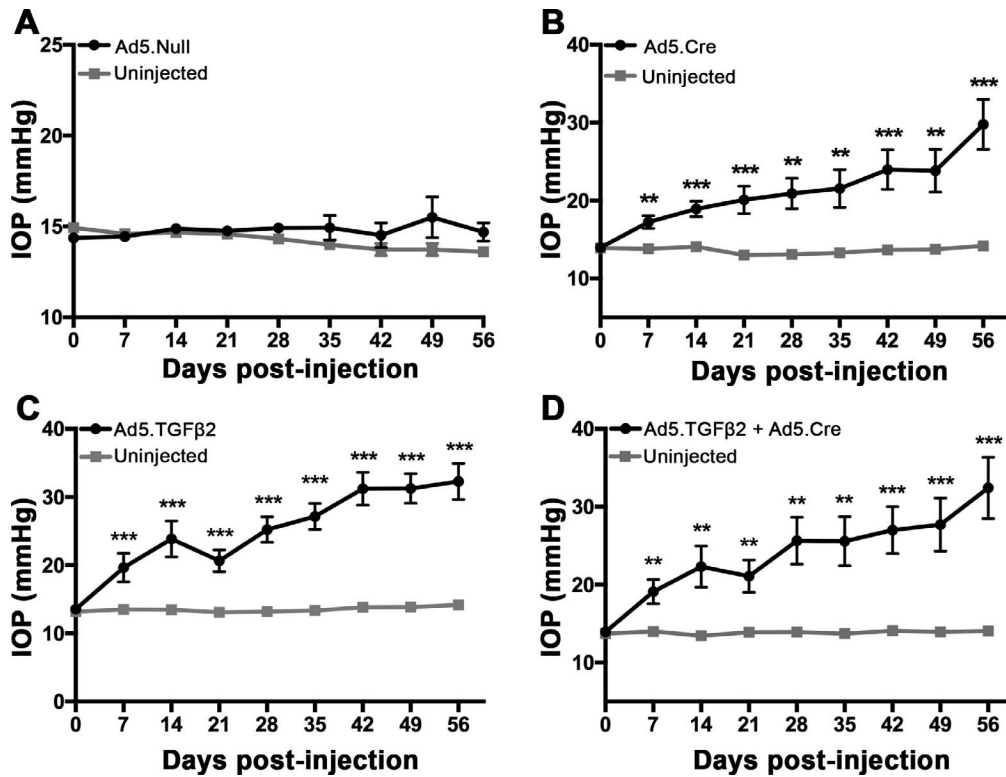 A
25
20
15
10
IOP (mmHg)
Ad5.Null
Uninjected
0 7 14 21 28 35 42 49 56
Days post-injection
B
40
30
20
10
IOP (mmHg)
Ad5.Cre
Uninjected
** *** *** ** ** *** ** ***
0 7 14 21 28 35 42 49 56
Days post-injection
C
40
30
20
10
0
IOP (mmHg)
Ad5.TGFβ2
Uninjected
*** *** *** *** *** *** *** ***
0 7 14 21 28 35 42 49 56
Days post-injection
D
40
30
20
10
IOP (mmHg)
Ad5.TGFβ2 + Ad5.Cre
Uninjected
** ** ** ** ** *** *** ***
0 7 14 21 28 35 42 49 56
Days post-injection